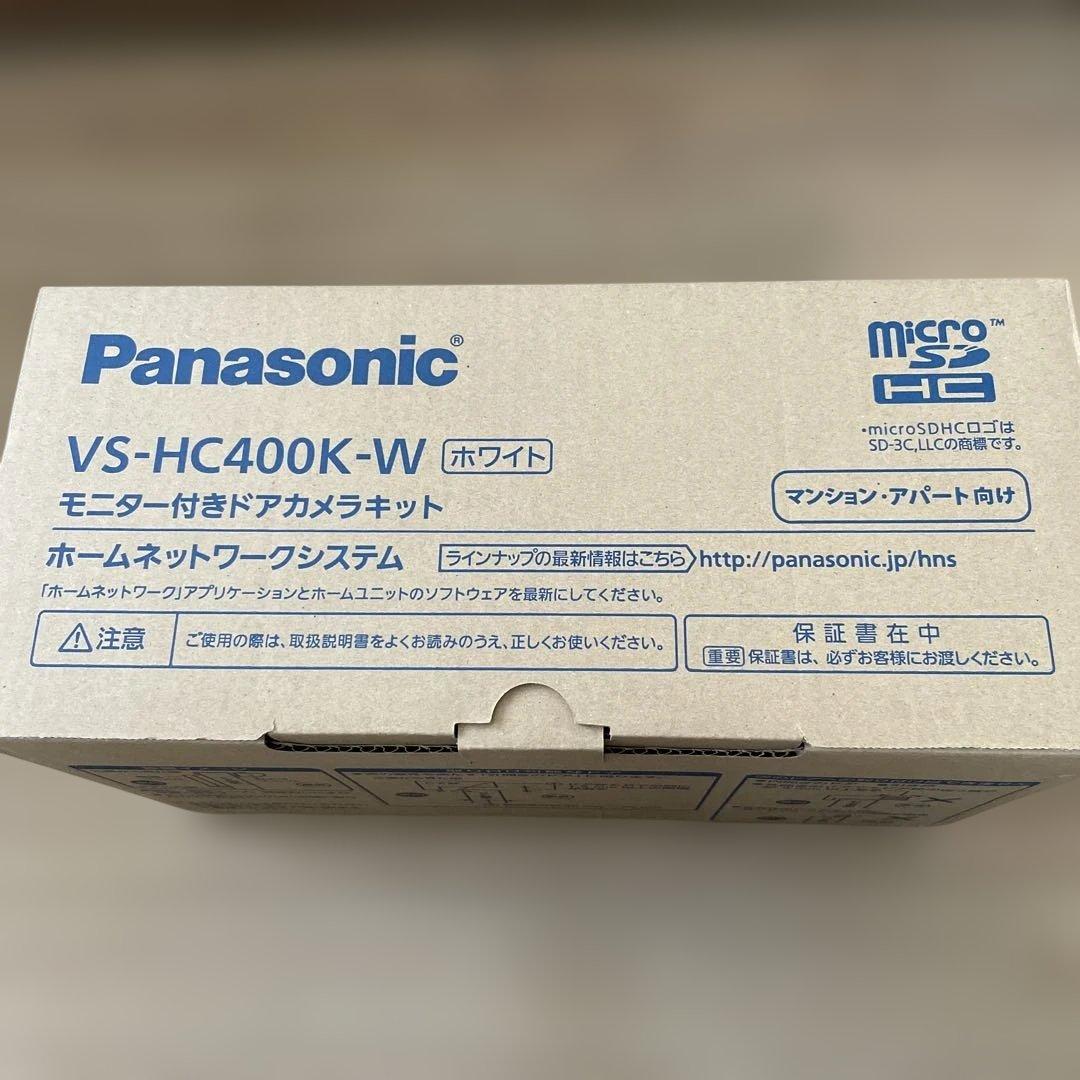 Panasonic®
micro SD HC™
・microSDHCロゴは
SD-3C,LLCの商標です。
VS-HC400K-W ホワイト
モニター付きドアカメラキット
マンション・アパート向け
ホームネットワークシステム ラインナップの最新情報はこちら http://panasonic.jp/hns
「ホームネットワーク」アプリケーションとホームユニットのソフトウェアを最新にしてください。
⚠注意 ご使用の際は、取扱説明書をよくお読みのうえ、正しくお使いください。
保証書在中
重要 保証書は、必ずお客様にお渡しください。